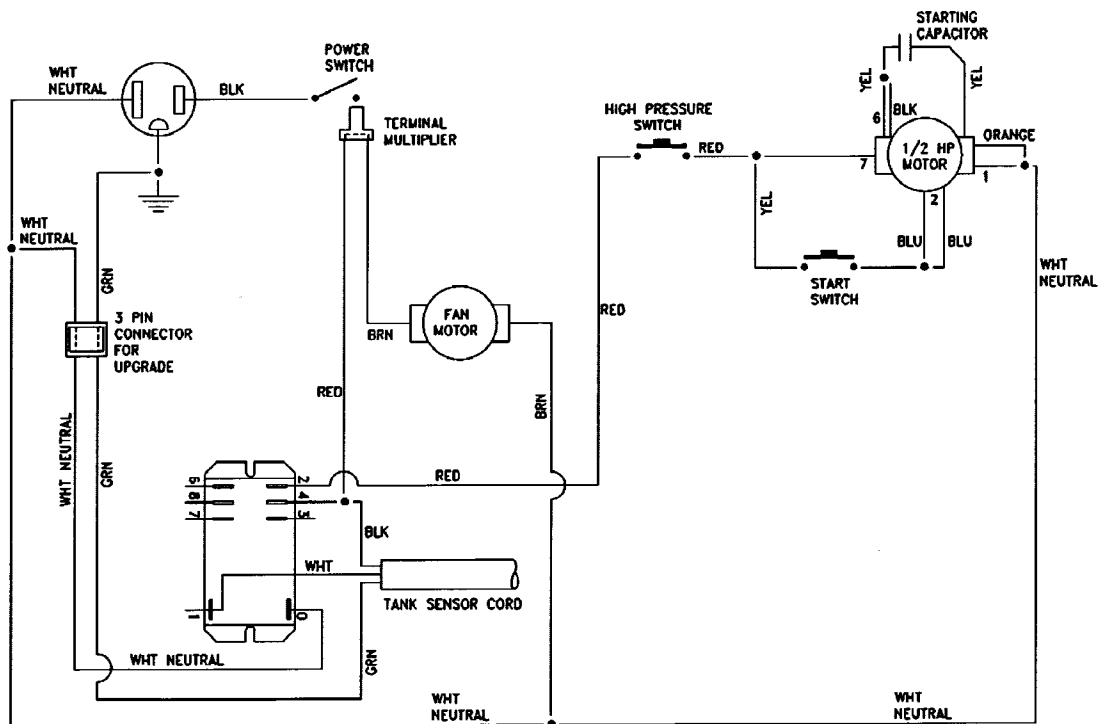 STARTING
CAPACITOR
POWER
SWITCH
WHT
NEUTRAL
BLK
YEL
YEL
6
BLK
TERMINAL
MULTIPLIER
HIGH PRESSURE
SWITCH
RED
7
1/2 HP
MOTOR
ORANGE
1
2
WHT
NEUTRAL
GRN
YEL
BLU
BLU
START
SWITCH
WHT
NEUTRAL
3 PIN
CONNECTOR
FOR
UPGRADE
BRN
FAN
MOTOR
RED
RED
BRN
WHT NEUTRAL
GRN
RED
2
8
4
7
BLK
WHT
TANK SENSOR CORD
1
0
WHT NEUTRAL
GRN
WHT
NEUTRAL
WHT
NEUTRAL